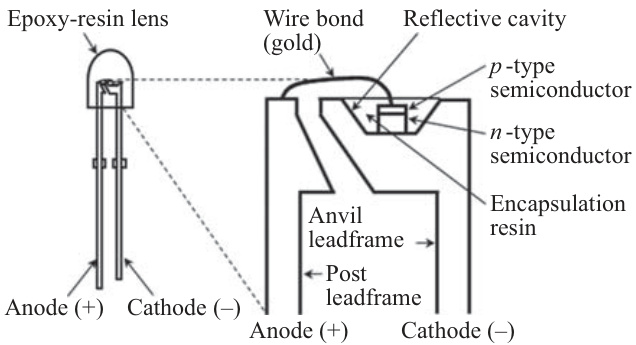 Epoxy-resin lens
Wire bond
(gold)
Reflective cavity
p-type
semiconductor
n-type
semiconductor
Encapsulation
resin
Anvil
leadframe
Post
leadframe
Anode (+)
Cathode (–)
Anode (+)
Cathode (–)